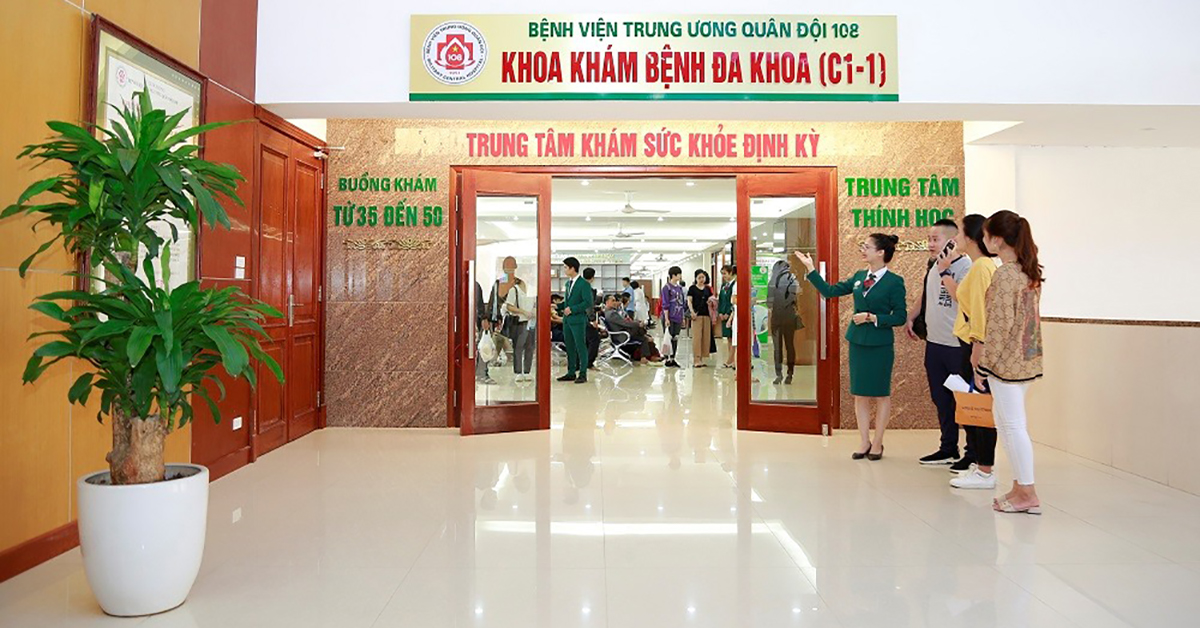 BỆNH VIỆN TRUNG ƯƠNG QUÂN ĐỘI 108
KHOA KHÁM BỆNH ĐA KHOA (C1-1)
108
TRUNG TÂM KHÁM SỨC KHỎE ĐỊNH KỲ
BUỒNG KHÁM
TỪ 35 ĐẾN 50
TRUNG TÂM
THÍNH HỌC